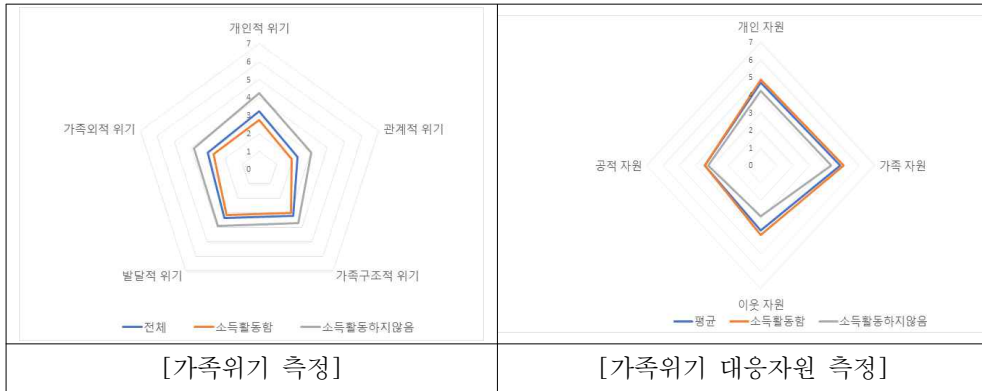 개인적 위기
7
6
5
4
3
2
1
0
관계적 위기
가족구조적 위기
발달적 위기
가족외적 위기
전체 소득활동함 소득활동하지않음
[가족위기 측정]
개인 자원
7
6
5
4
3
2
1
0
가족 자원
이웃 자원
공적 자원
평균 소득활동함 소득활동하지않음
[가족위기 대응자원 측정]